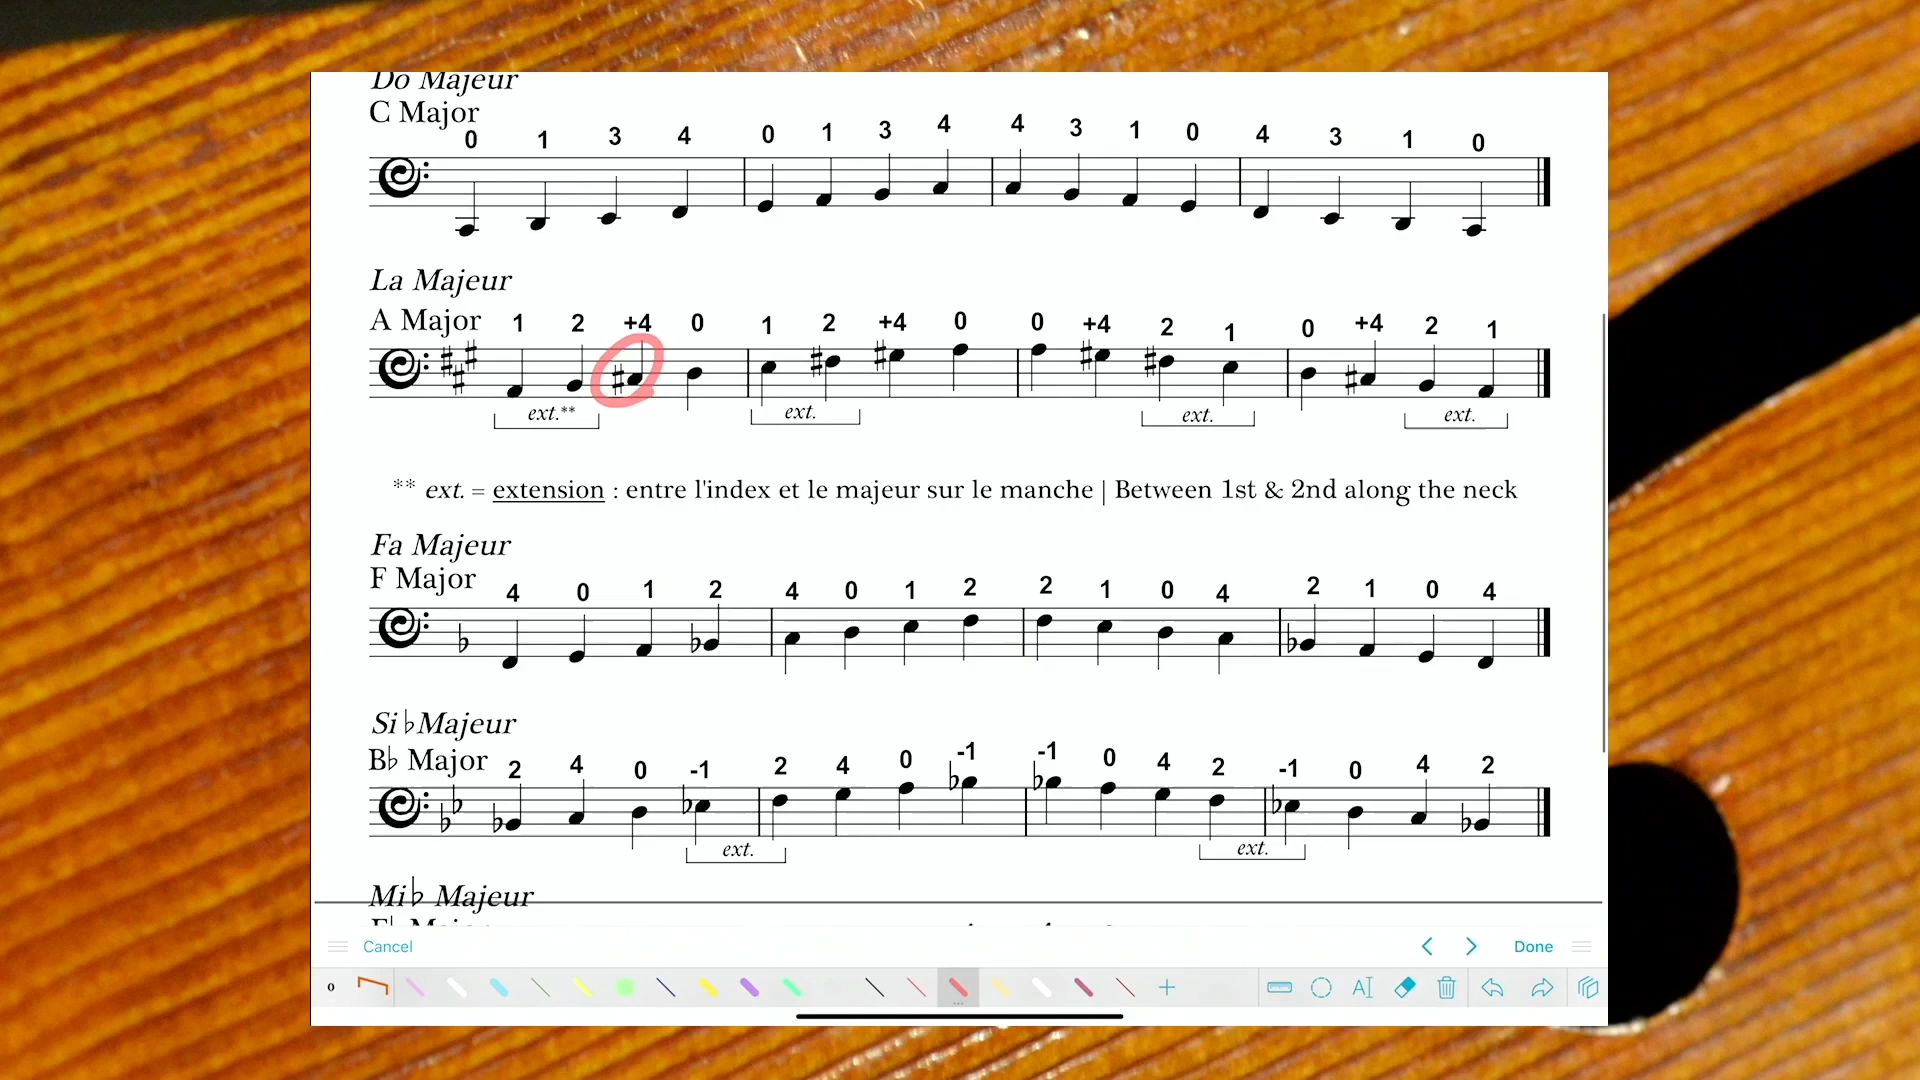 Do Majeur
C Major
0 1 3 4 0 1 3 4 4 3 1 0 4 3 1 0
La Majeur
A Major 1 2 +4 0 1 2 +4 0 0 +4 2 1 0 +4 2 1
ext.** ext. ext. ext.
** ext. = extension : entre l'index et le majeur sur le manche | Between 1st & 2nd along the neck
Fa Majeur
F Major
4 0 1 2 4 0 1 2 2 1 0 4 2 1 0 4
Si♭Majeur
B♭ Major 2 4 0 -1 2 4 0 -1 -1 0 4 2 -1 0 4 2
ext. ext.
Mi♭ Majeur
Cancel Done
0 AI